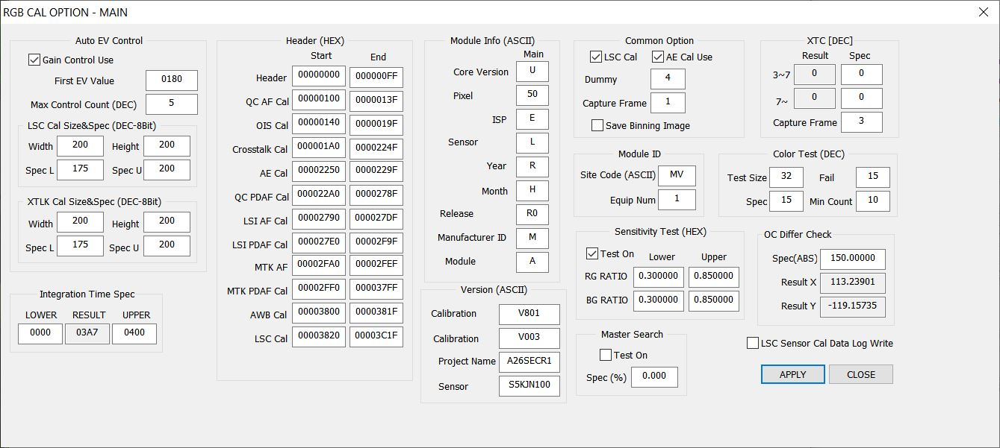 RGB CAL OPTION - MAIN
Auto EV Control
Gain Control Use
First EV Value 0180
Max Control Count (DEC) 5
LSC Cal Size&Spec (DEC-8Bit)
Width 200 Height 200
Spec L 175 Spec U 200
XTLK Cal Size&Spec (DEC-8Bit)
Width 200 Height 200
Spec L 175 Spec U 200
Integration Time Spec
LOWER RESULT UPPER
0000 03A7 0400
Header (HEX)
Start End
Header 00000000 000000FF
QC AF Cal 00000100 0000013F
OIS Cal 00000140 0000019F
Crosstalk Cal 000001A0 0000224F
AE Cal 00002250 0000229F
QC PDAF Cal 000022A0 0000278F
LSI AF Cal 00002790 000027DF
LSI PDAF Cal 000027E0 00002F9F
MTK AF 00002FA0 00002FEF
MTK PDAF Cal 00002FF0 000037FF
AWB Cal 00003800 0000381F
LSC Cal 00003820 00003C1F
Module Info (ASCII)
Main
Core Version U
Pixel 50
ISP E
Sensor L
Year R
Month H
Release R0
Manufacturer ID M
Module A
Version (ASCII)
Calibration V801
Calibration V003
Project Name A26SECR1
Sensor S5KJN100
Common Option
LSC Cal AE Cal Use
Dummy 4
Capture Frame 1
Save Binning Image
Module ID
Site Code (ASCII) MV
Equip Num 1
Sensitivity Test (HEX)
Test On Lower Upper
RG RATIO 0.300000 0.850000
BG RATIO 0.300000 0.850000
Master Search
Test On
Spec (%) 0.000
XTC [DEC]
Result Spec
3~7 0 0
7~ 0 0
Capture Frame 3
Color Test (DEC)
Test Size 32 Fail 15
Spec 15 Min Count 10
OC Differ Check
Spec(ABS) 150.00000
Result X 113.23901
Result Y -119.15735
LSC Sensor Cal Data Log Write
APPLY CLOSE